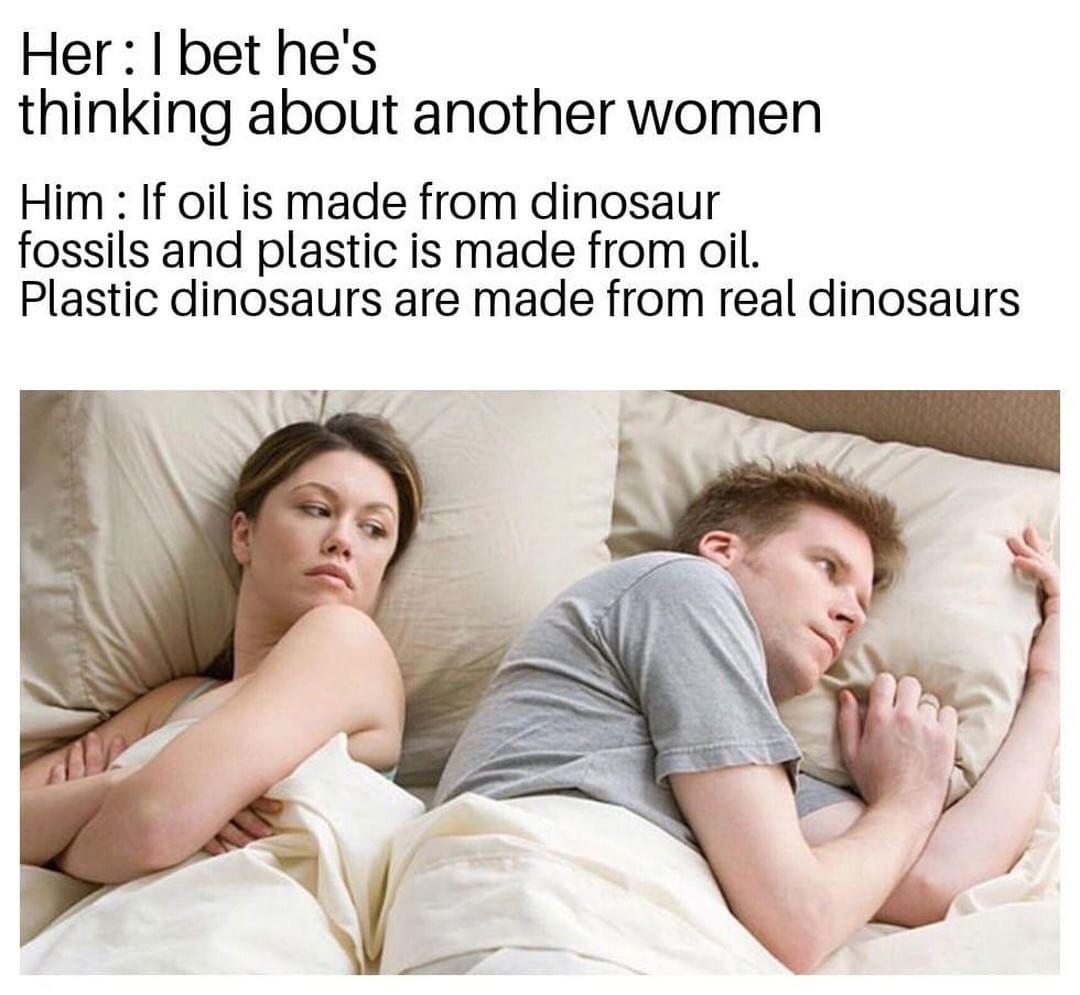 Her : I bet he's
thinking about another women
Him : If oil is made from dinosaur
fossils and plastic is made from oil.
Plastic dinosaurs are made from real dinosaurs